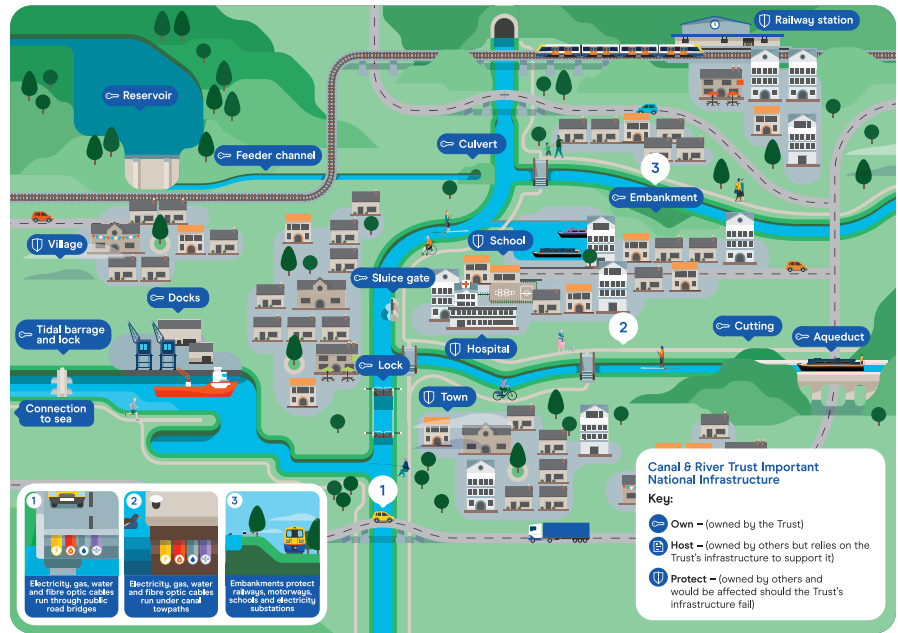 Railway station
Reservoir
Culvert
Feeder channel
3
Embankment
School
Village
Sluice gate
Docks
2
Cutting
Tidal barrage
and lock
Hospital
Aqueduct
Lock
Connection
to sea
Town
1
Canal & River Trust Important
National Infrastructure
Key:
Own – (owned by the Trust)
Host – (owned by others but relies on the
Trust's infrastructure to support it)
Protect – (owned by others and
would be affected should the Trust's
infrastructure fail)
1
Electricity, gas, water
and fibre optic cables
run through public
road bridges
2
Electricity, gas, water
and fibre optic cables
run under canal
towpaths
3
Embankments protect
railways, motorways,
schools and electricity
substations